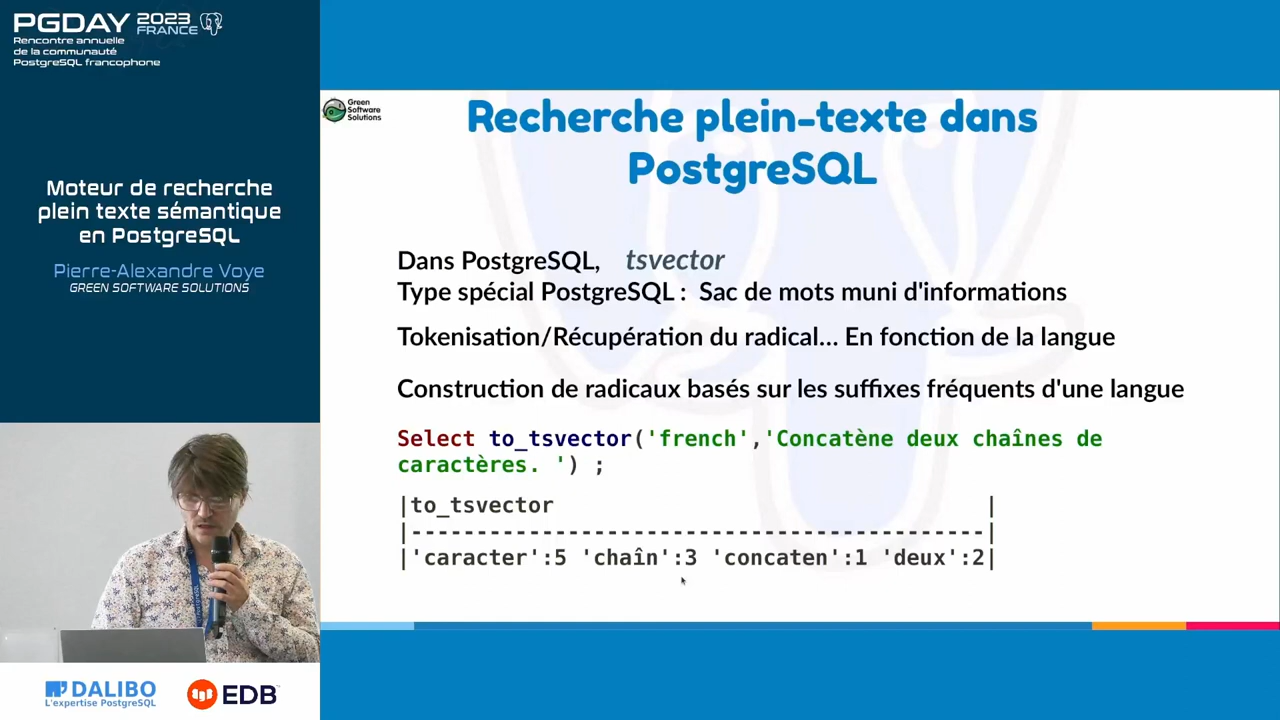 PGDAY 2023 FRANCE
Rencontre annuelle
de la communauté
PostgreSQL francophone
Moteur de recherche
plein texte sémantique
en PostgreSQL
Pierre-Alexandre Voye
GREEN SOFTWARE SOLUTIONS
Green
Software
Solutions
Recherche plein-texte dans
PostgreSQL
Dans PostgreSQL, tsvector
Type spécial PostgreSQL : Sac de mots muni d'informations
Tokenisation/Récupération du radical... En fonction de la langue
Construction de radicaux basés sur les suffixes fréquents d'une langue
Select to_tsvector('french','Concatène deux chaînes de
caractères. ') ;
|to_tsvector |
|--------------------------------------------|
|'caracter':5 'chaîn':3 'concaten':1 'deux':2|
DALIBO
L'expertise PostgreSQL
EDB